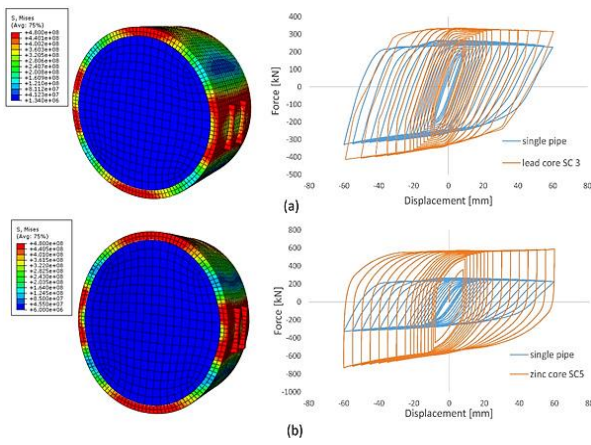 S, Mises
(Avg: 75%)
+4.800e+08
+4.401e+08
+4.002e+08
+3.603e+08
+3.205e+08
+2.806e+08
+2.407e+08
+2.008e+08
+1.609e+08
+1.210e+08
+1.340e+06
400
300
200
100
0
-100
-200
-300
-400
-500
Force [kN]
single pipe
lead core SC 3
-80 -60 -40 -20 0 20 40 60 80
Displacement [mm]
(a)
S, Mises
(Avg: 75%)
+4.800e+08
+4.405e+08
+4.010e+08
+3.615e+08
+3.220e+08
+2.825e+08
+2.430e+08
+2.035e+08
+1.640e+08
+1.245e+08
+8.500e+07
+4.550e+07
+6.000e+06
800
600
400
200
0
-200
-400
-600
-800
-1000
Force [kN]
single pipe
zinc core SC5
-80 -60 -40 -20 0 20 40 60 80
Displacement [mm]
(b)